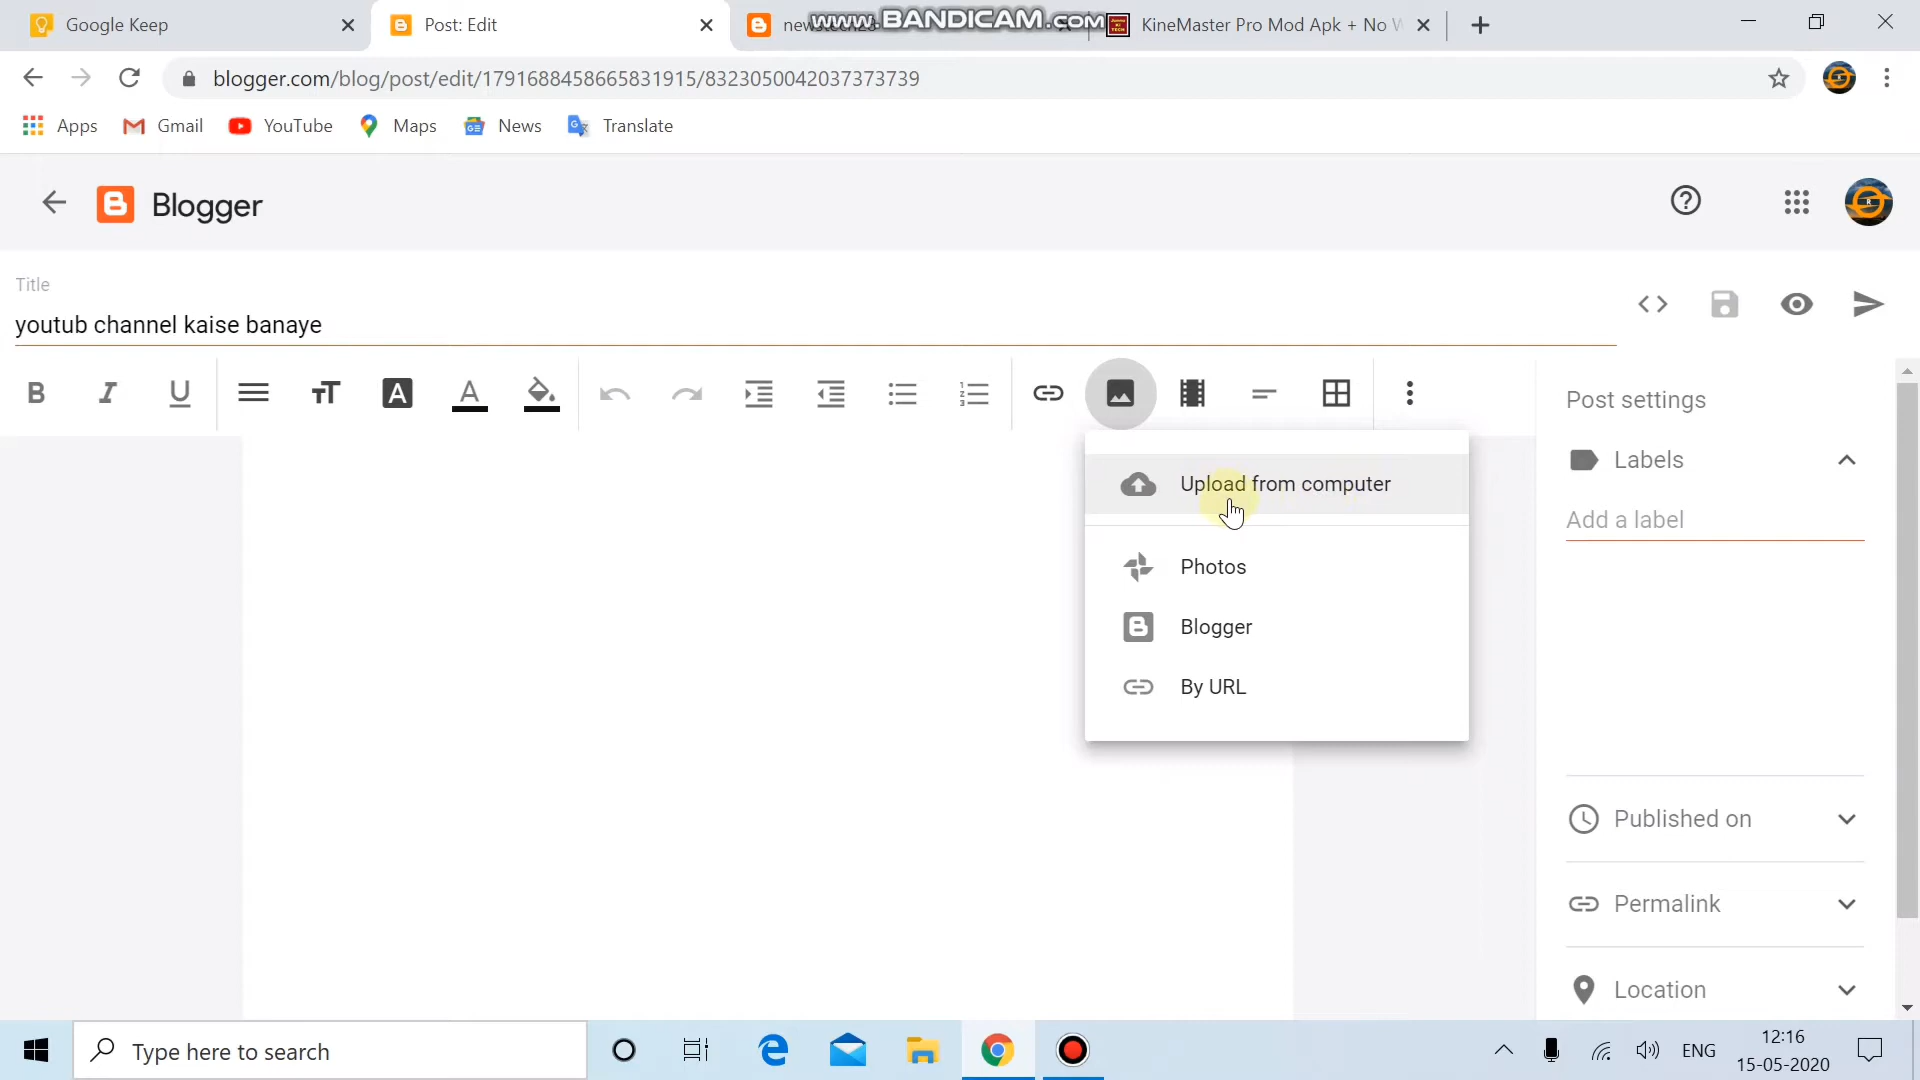 Google Keep
Post: Edit
newstech23
www.BANDICAM.com
KineMaster Pro Mod Apk + No W
blogger.com/blog/post/edit/1791688458665831915/8323050042037373739
Apps
Gmail
YouTube
Maps
News
Translate
Blogger
Title
youtub channel kaise banaye
Upload from computer
Photos
Blogger
By URL
Post settings
Labels
Add a label
Published on
Permalink
Location
Type here to search
ENG
12:16
15-05-2020